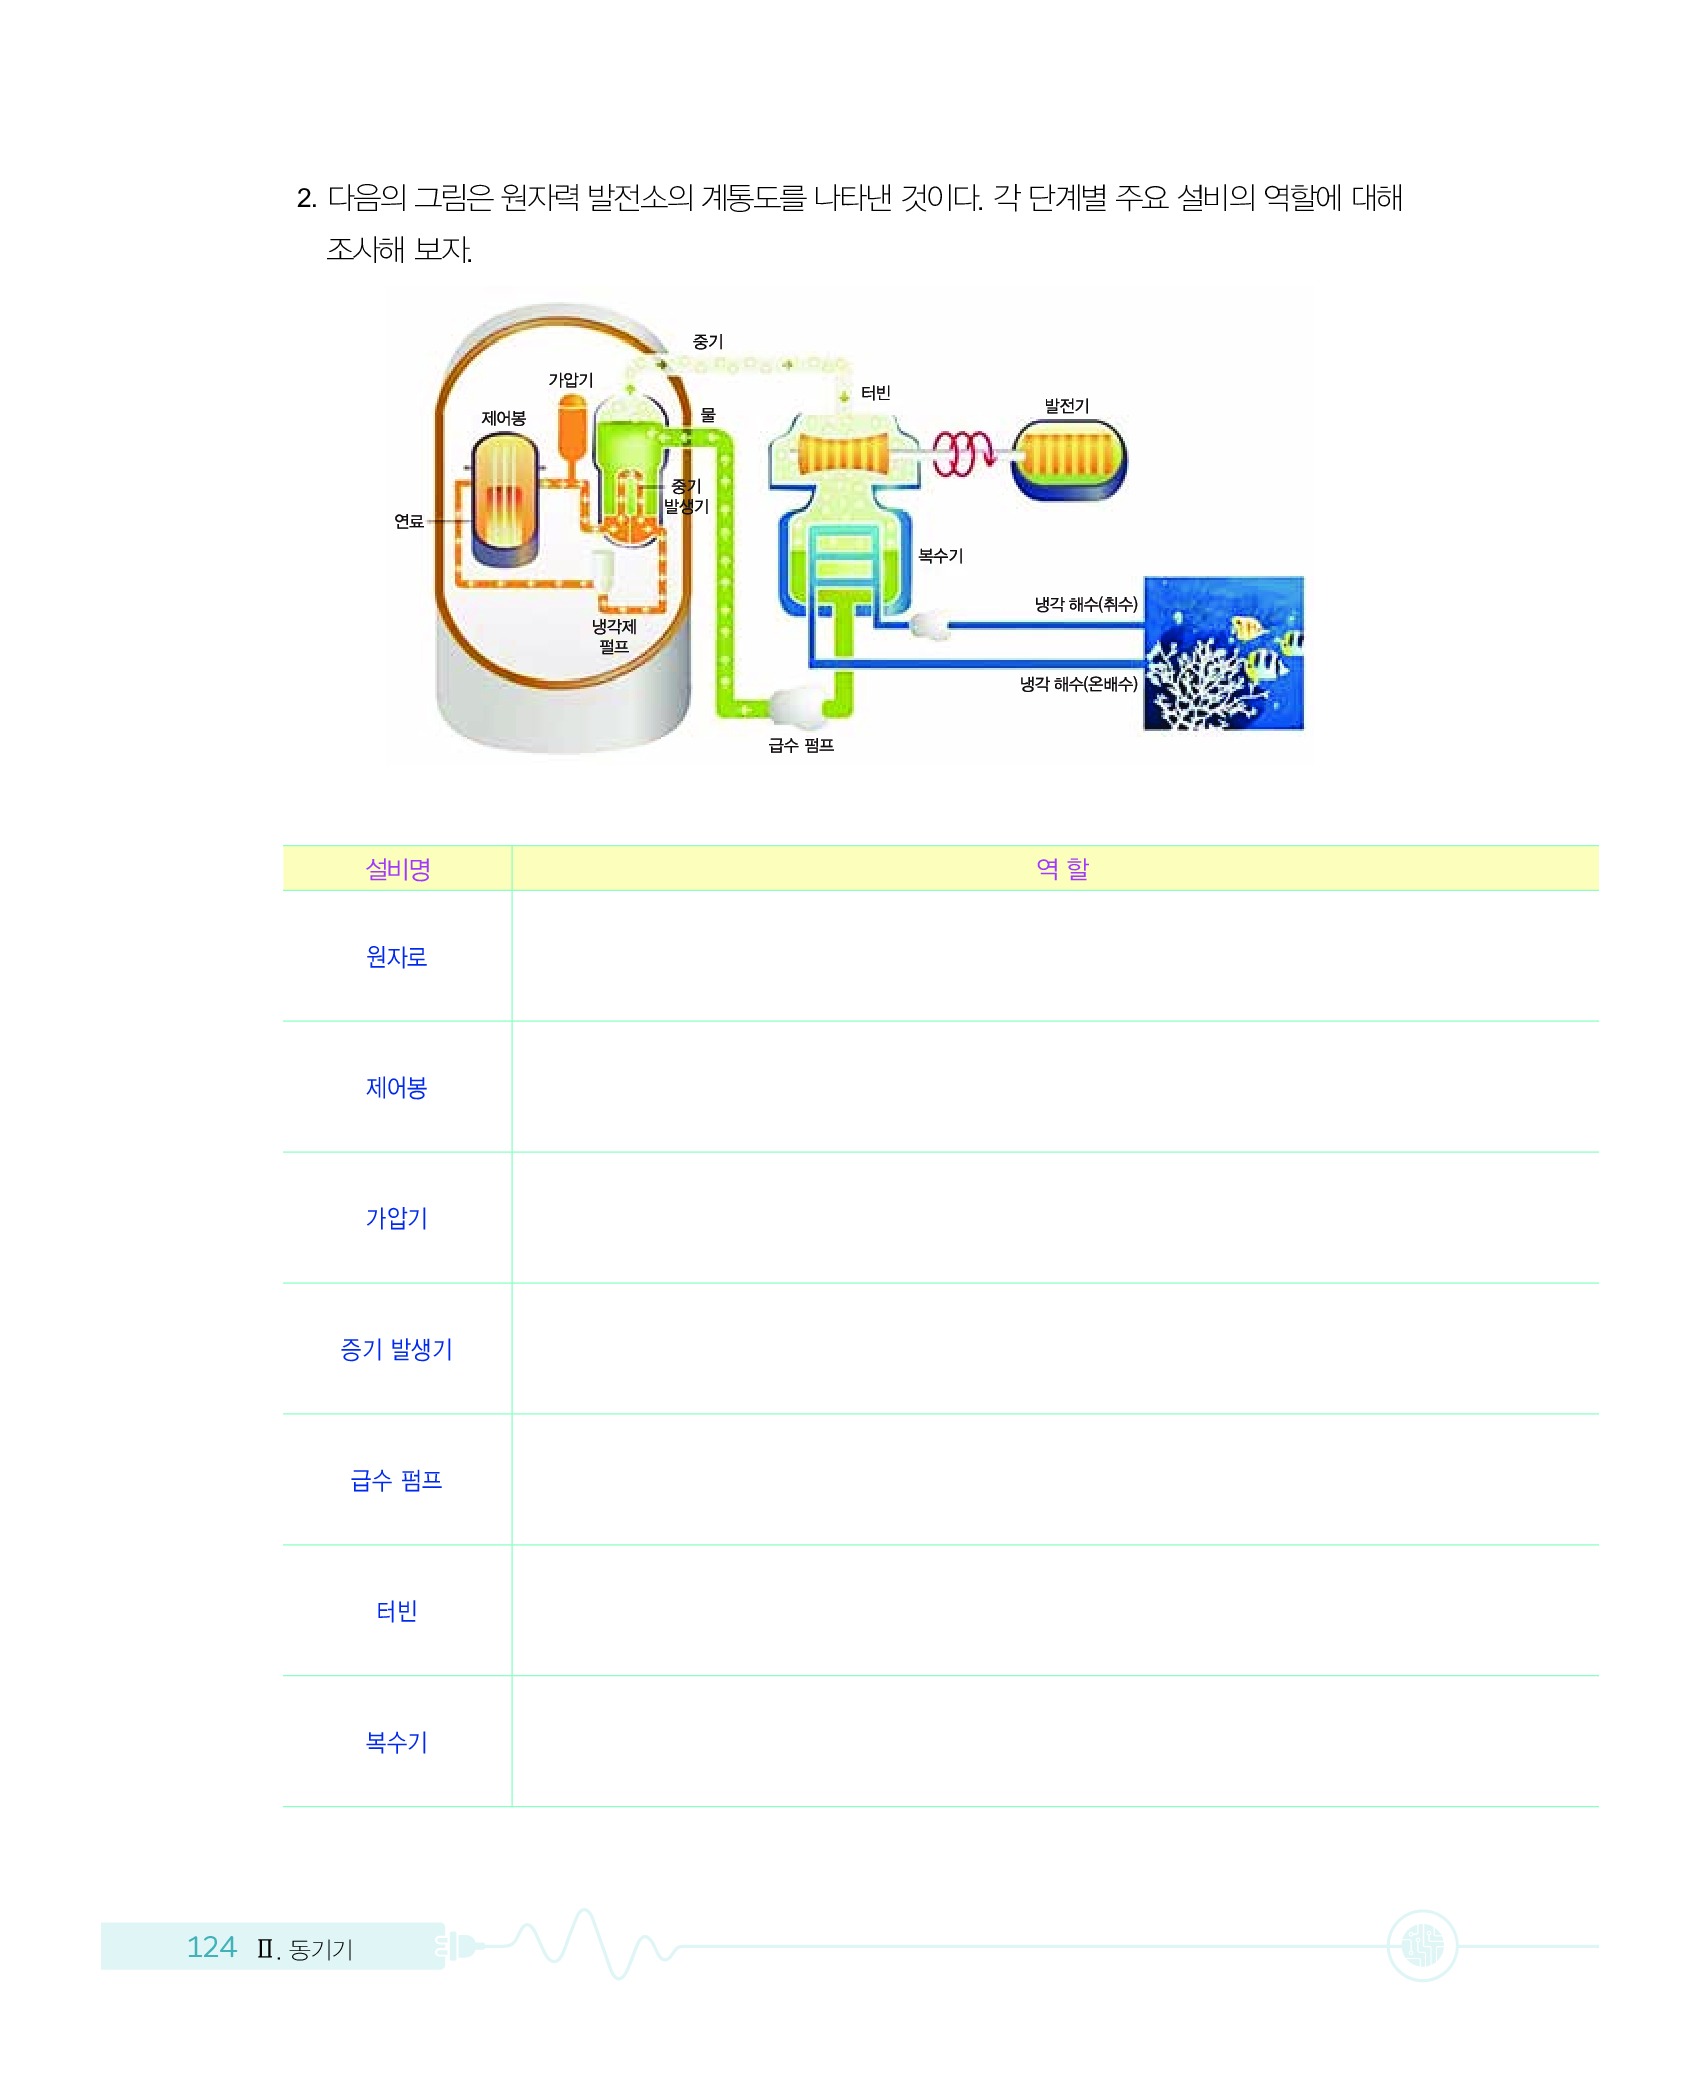 2. 다음의 그림은 원자력 발전소의 계통도를 나타낸 것이다. 각 단계별 주요 설비의 역할에 대해
조사해 보자.
증기
가압기
터빈
제어봉
물
발전기
증기
발생기
연료
복수기
냉각 해수(취수)
냉각제
펄프
냉각 해수(온배수)
급수 펌프
설비명
역 할
원자로
제어봉
가압기
증기 발생기
급수 펌프
터빈
복수기
124 Ⅱ. 동기기